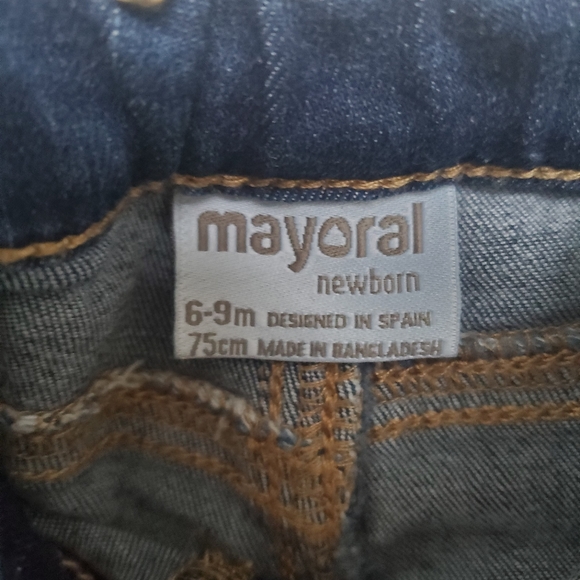 mayoral
newborn
6-9m DESIGNED IN SPAIN
75cm MADE IN BANGLADESH